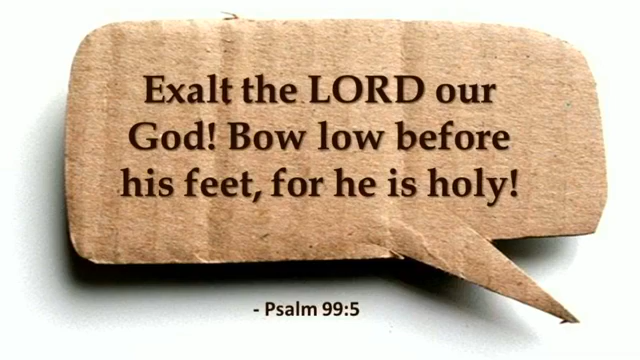 Exalt the LORD our
God! Bow low before
his feet, for he is holy!
- Psalm 99:5